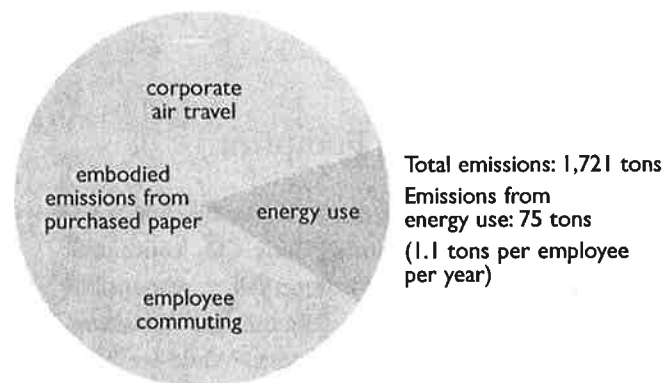 corporate
air travel
embodied
emissions from
purchased paper
energy use
employee
commuting
Total emissions: 1,721 tons
Emissions from
energy use: 75 tons
(1.1 tons per employee
per year)